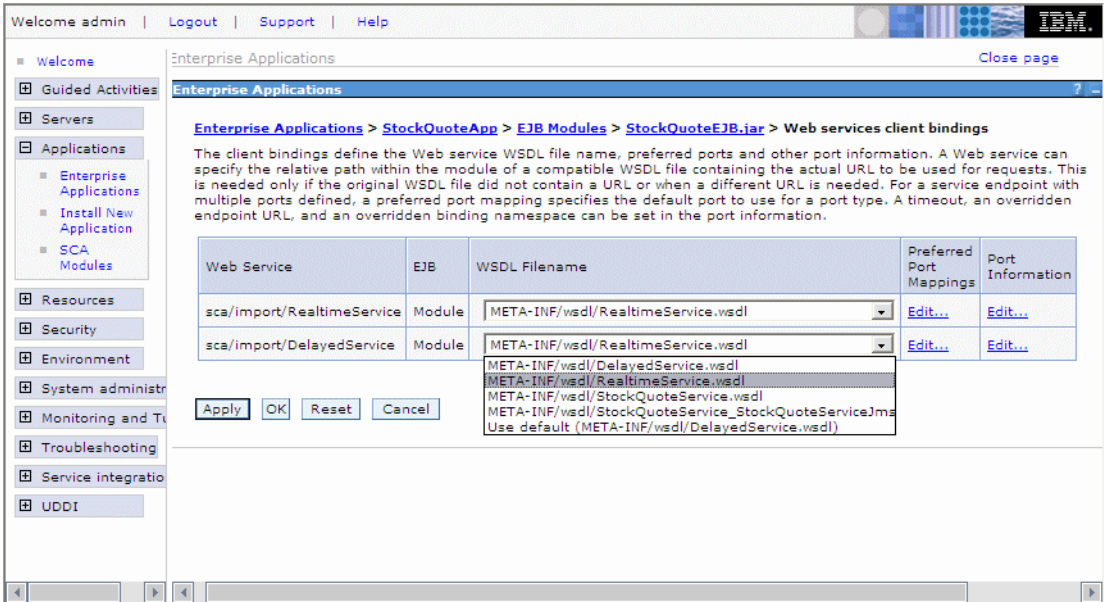 Welcome admin | Logout | Support | Help
IBM.
Welcome
Guided Activities
Servers
Applications
Enterprise
Applications
Install New
Application
SCA
Modules
Resources
Security
Environment
System administr
Monitoring and Tu
Troubleshooting
Service integratio
UDDI
Enterprise Applications
Close page
Enterprise Applications
? -
Enterprise Applications > StockQuoteApp > EJB Modules > StockQuoteEJB.jar > Web services client bindings
The client bindings define the Web service WSDL file name, preferred ports and other port information. A Web service can
specify the relative path within the module of a compatible WSDL file containing the actual URL to be used for requests. This
is needed only if the original WSDL file did not contain a URL or when a different URL is needed. For a service endpoint with
multiple ports defined, a preferred port mapping specifies the default port to use for a port type. A timeout, an overridden
endpoint URL, and an overridden binding namespace can be set in the port information.
Web Service
EJB
WSDL Filename
Preferred
Port
Mappings
Port
Information
sca/import/RealtimeService Module META-INF/wsdl/RealtimeService.wsdl Edit... Edit...
sca/import/DelayedService Module META-INF/wsdl/RealtimeService.wsdl Edit... Edit...
META-INF/wsdl/DelayedService.wsdl
META-INF/wsdl/RealtimeService.wsdl
META-INF/wsdl/StockQuoteService.wsdl
META-INF/wsdl/StockQuoteService_StockQuoteServiceJms
Use default (META-INF/wsdl/DelayedService.wsdl)
Apply OK Reset Cancel